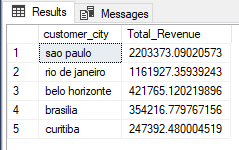 Results Messages
customer_city Total_Revenue
1 sao paulo 2203373.09020573
2 rio de janeiro 1161927.35939243
3 belo horizonte 421765.120219896
4 brasilia 354216.779767156
5 curitiba 247392.480004519